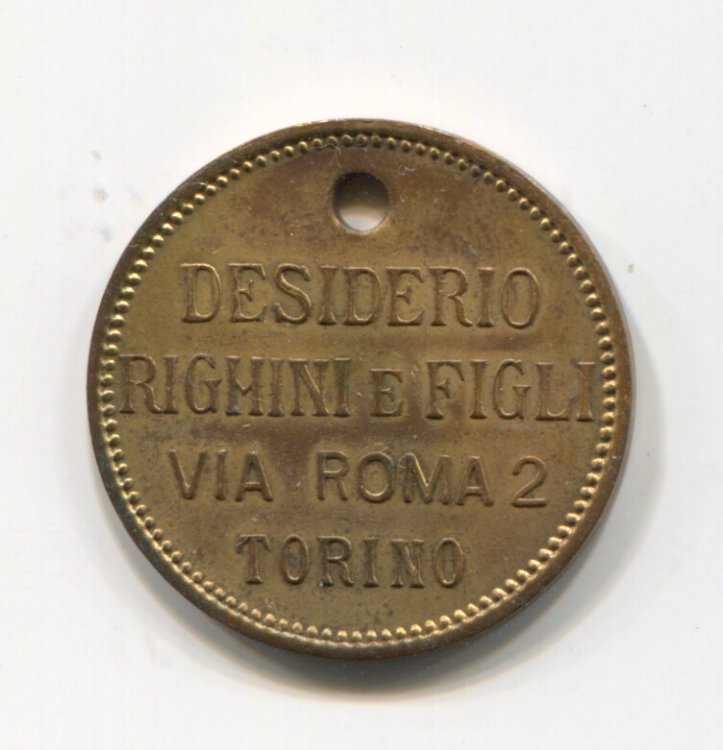 DESIDERIO
RIGHINI E FIGLI
VIA ROMA 2
TORINO